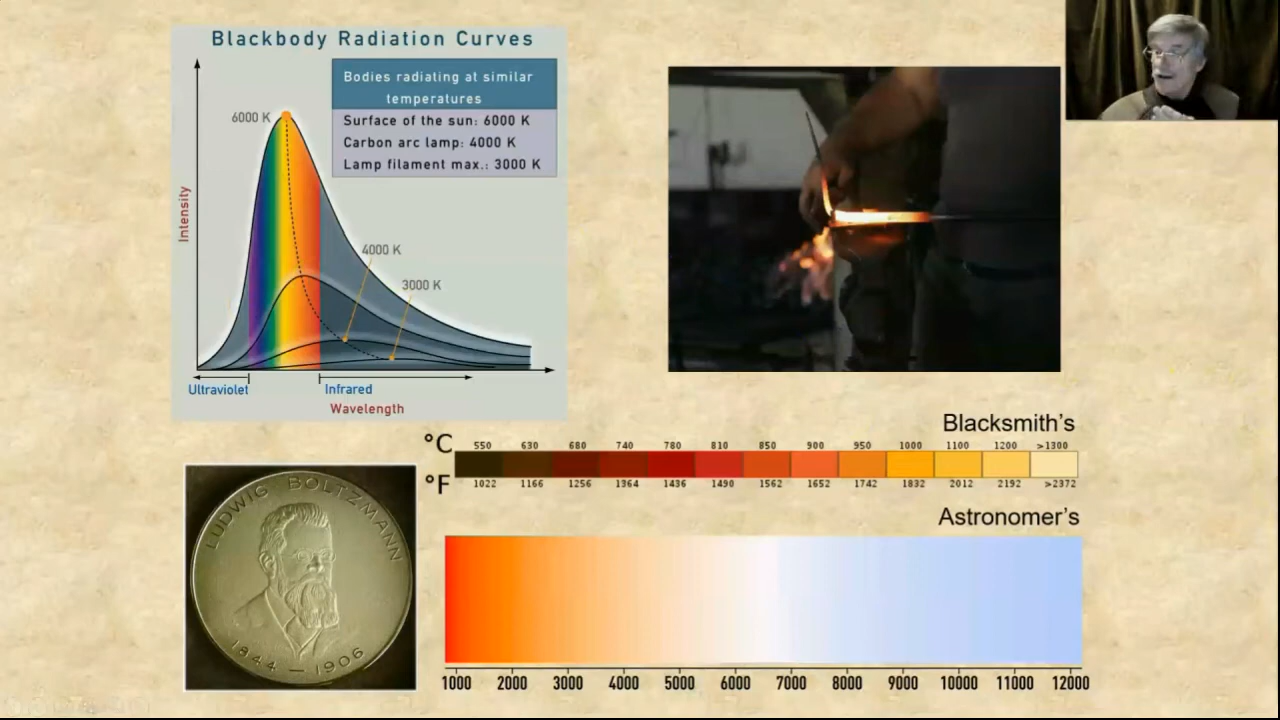 Blackbody Radiation Curves
Bodies radiating at similar
temperatures
Surface of the sun: 6000 K
Carbon arc lamp: 4000 K
Lamp filament max.: 3000 K
6000 K
4000 K
3000 K
Intensity
Ultraviolet
Infrared
Wavelength
Blacksmith's
°C 550 630 680 740 780 810 850 900 950 1000 1100 1200 >1300
°F 1022 1166 1256 1364 1436 1490 1562 1652 1742 1832 2012 2192 >2372
LUDWIG BOLTZMANN
1844 — 1906
Astronomer's
1000 2000 3000 4000 5000 6000 7000 8000 9000 10000 11000 12000